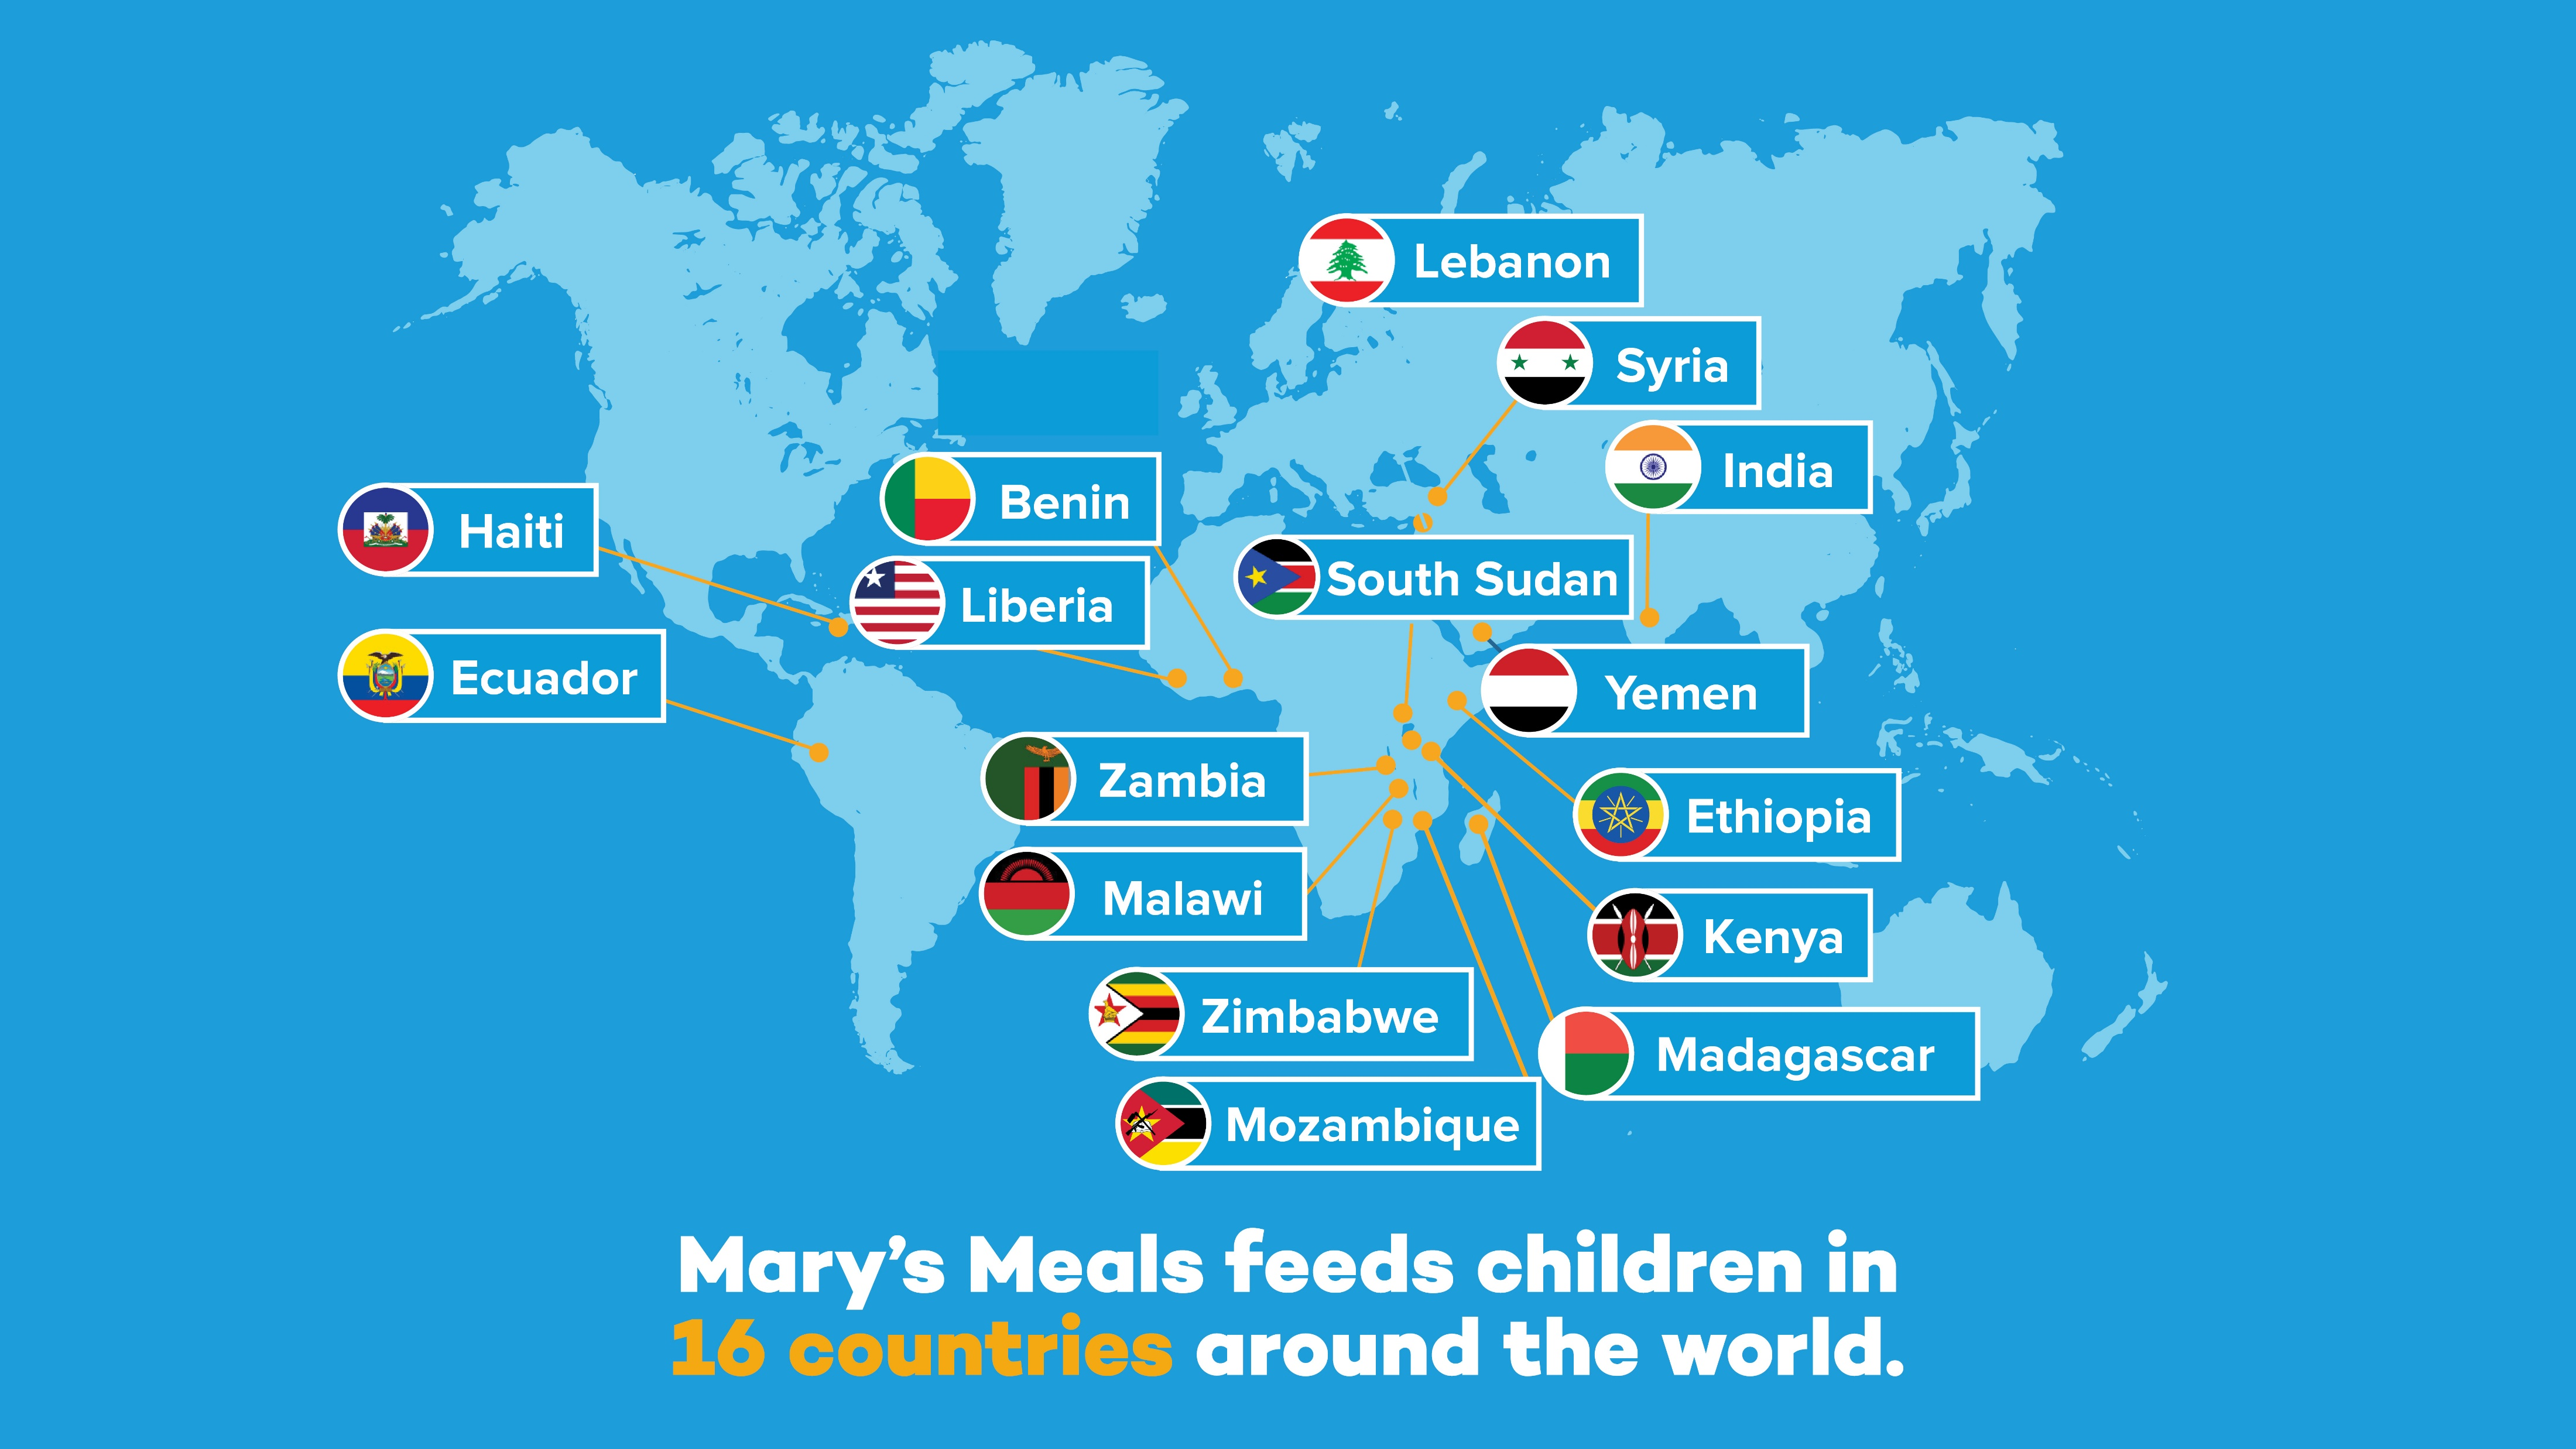 Lebanon
Syria
India
Benin
Haiti
South Sudan
Liberia
Ecuador
Yemen
Zambia
Ethiopia
Malawi
Kenya
Zimbabwe
Madagascar
Mozambique
Mary’s Meals feeds children in
16 countries around the world.